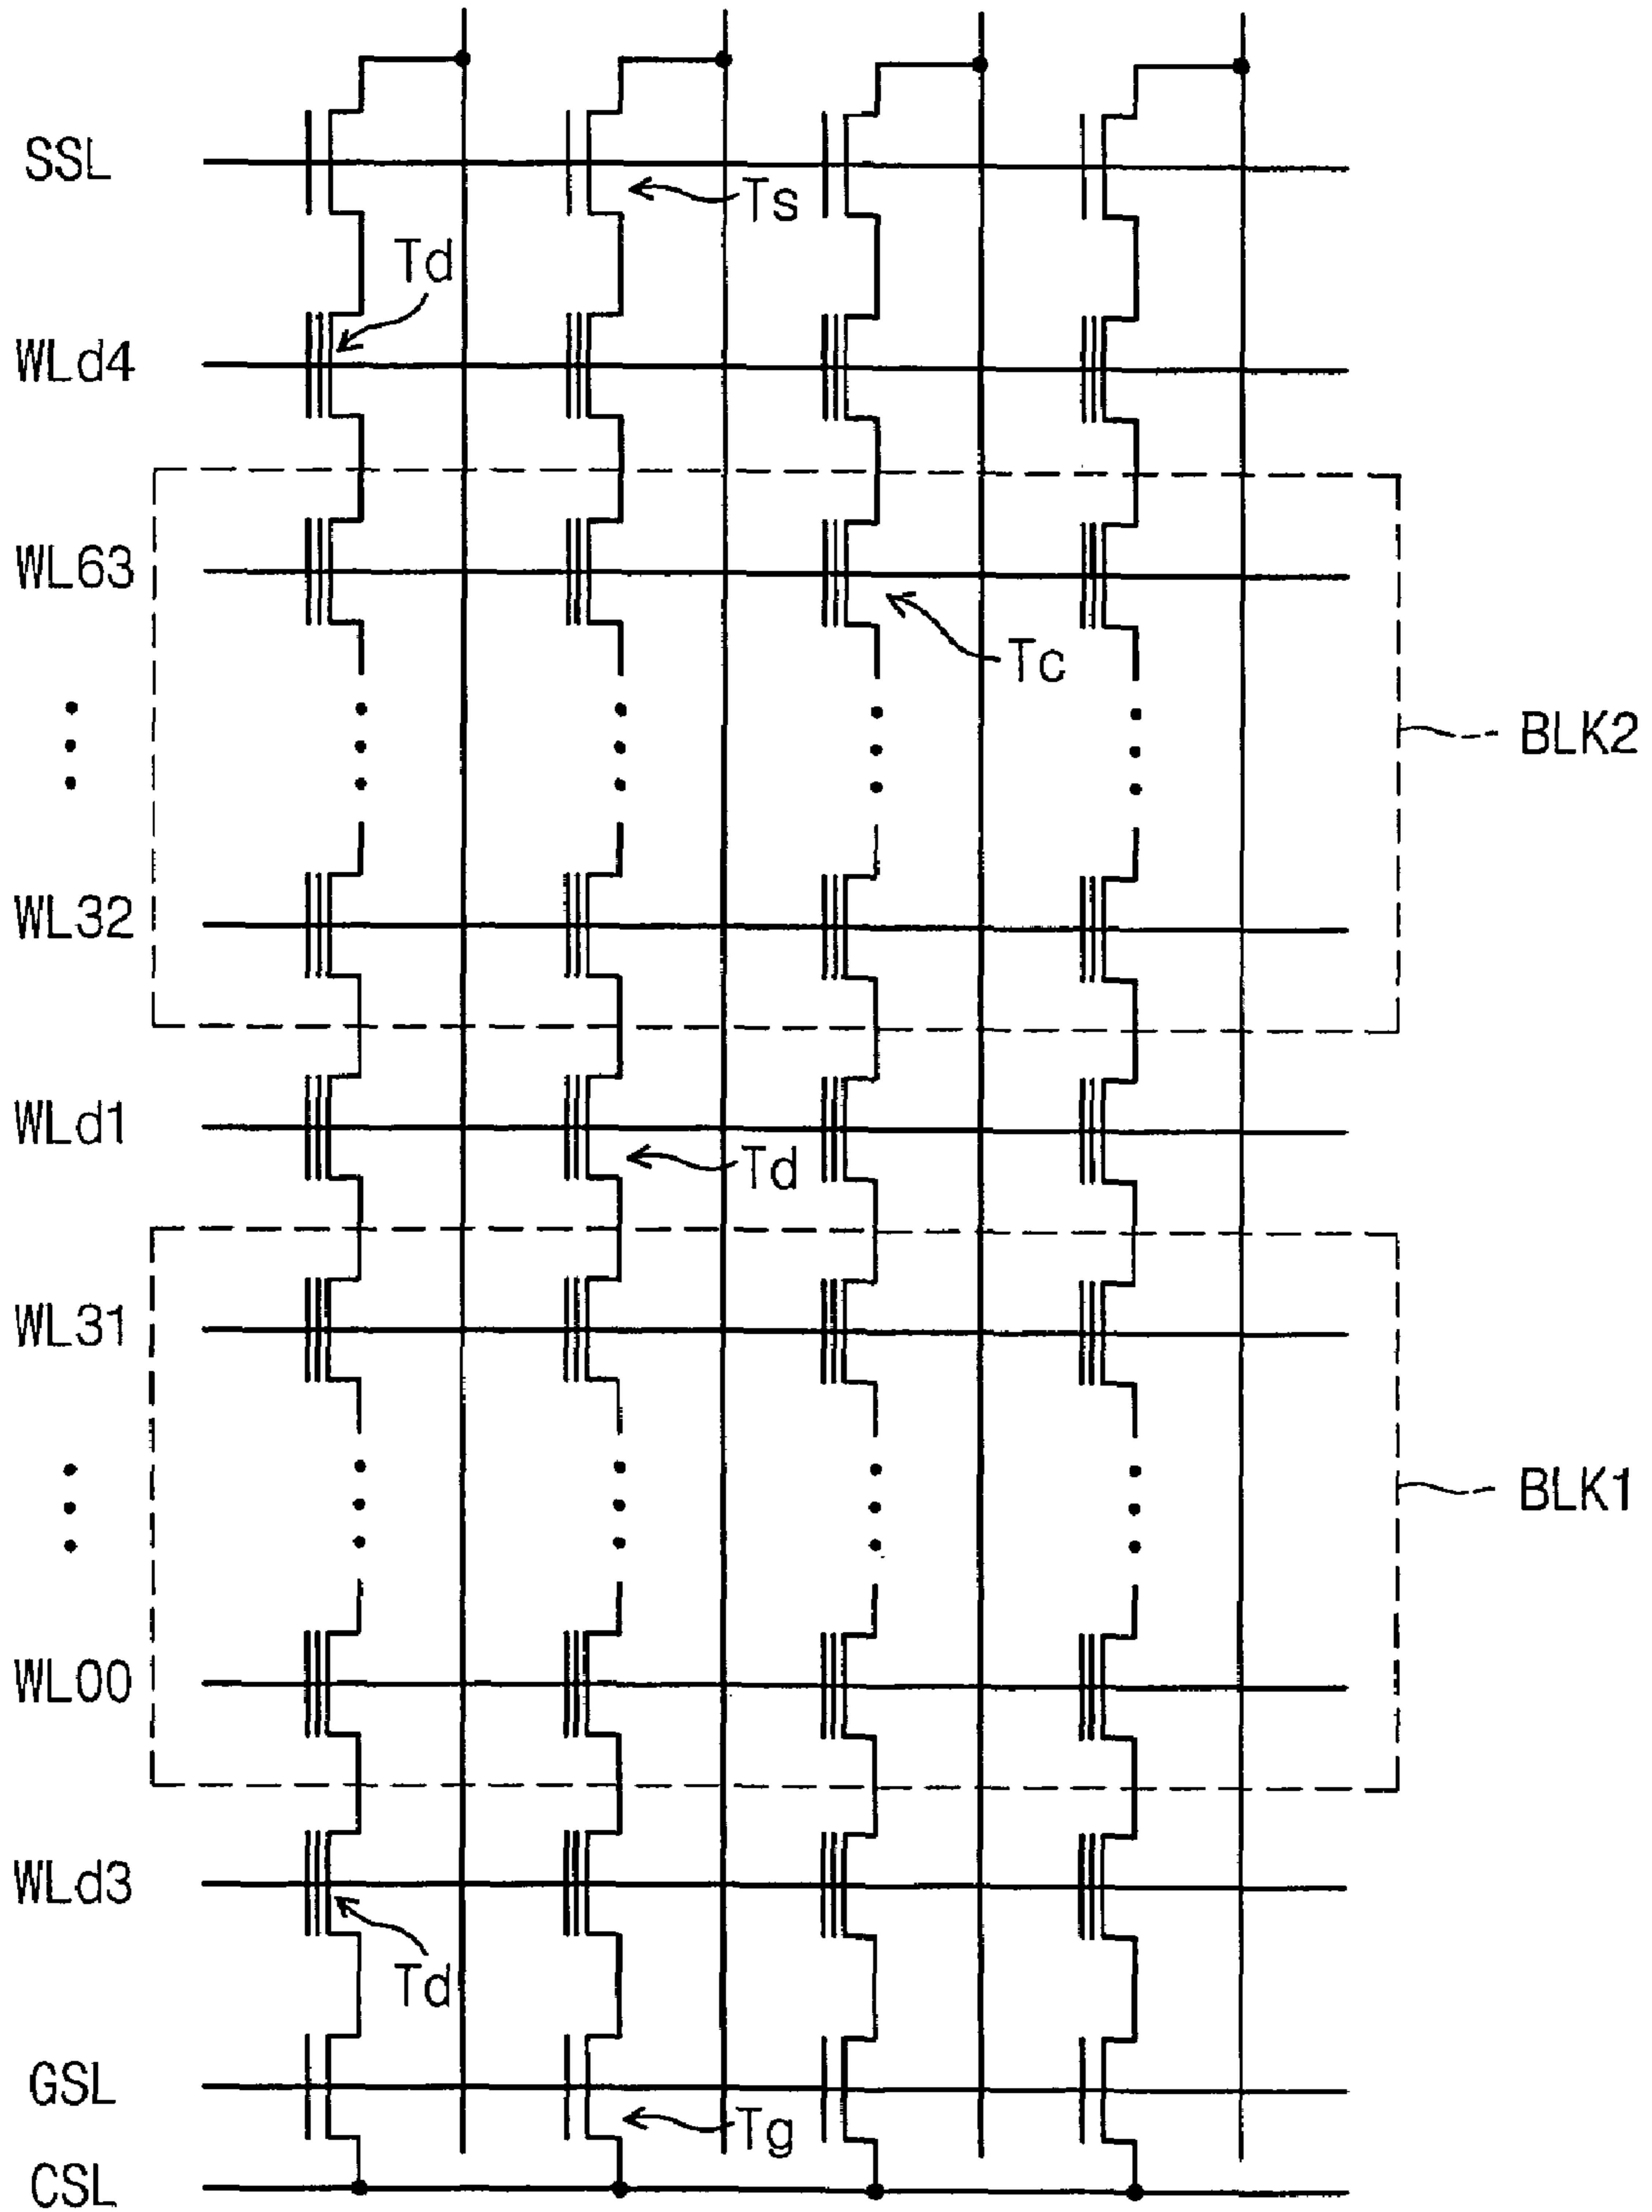 SSL
Ts
Td
WLd4
WL63
Tc
BLK2
WL32
WLd1
Td
WL31
BLK1
WL00
WLd3
Td
GSL
Tg
CSL